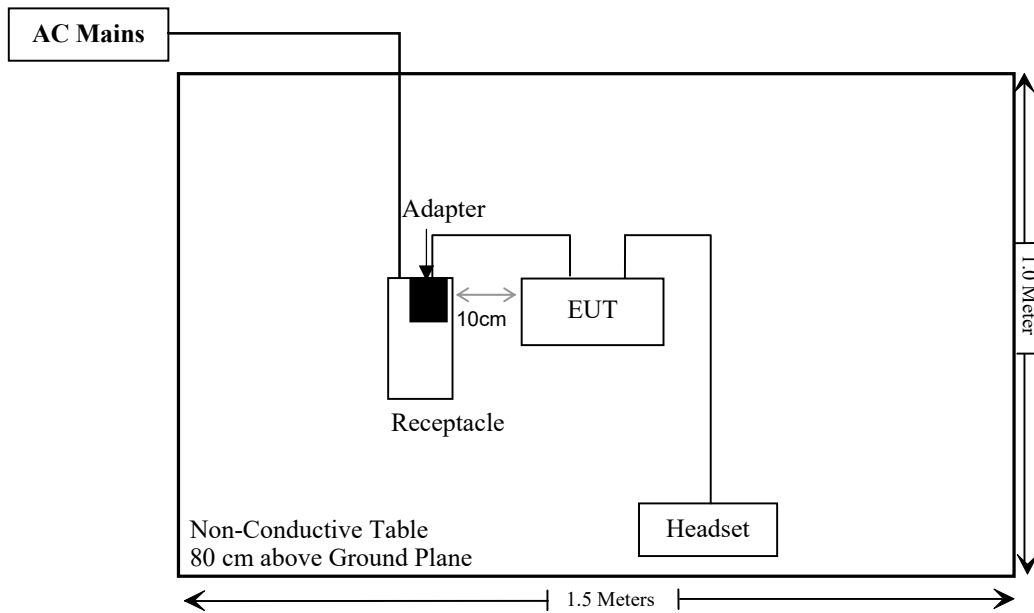 AC Mains
Adapter
10cm
EUT
1.0 Meter
Receptacle
Headset
Non-Conductive Table
80 cm above Ground Plane
1.5 Meters